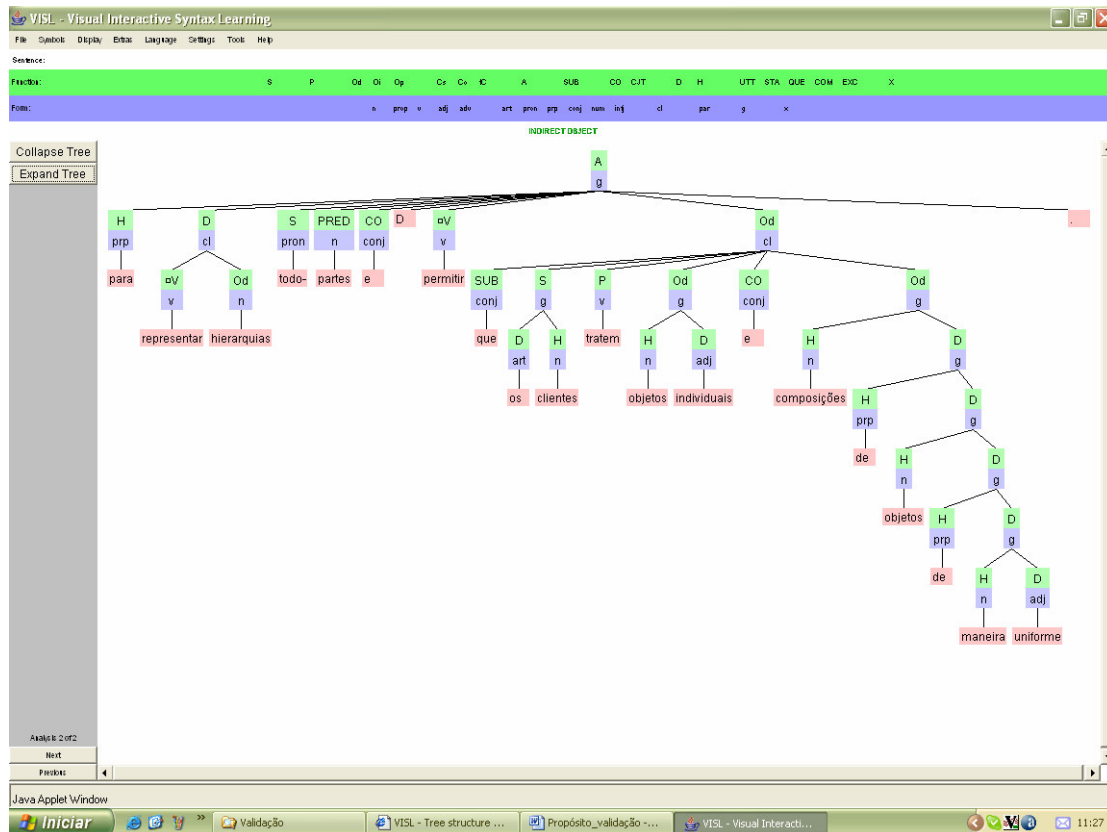 VISL - Visual Interactive Syntax Learning
File Symbols Display Extras Language Settings Tools Help
Sentence:
Function: S P Od Oi Op Cs Co fC A SUB CO CJT D H UTT STA QUE COM EXC X
Form: n prop v adj adv art pron prp conj num intj cl par g x
INDIRECT OBJECT
Collapse Tree
Expand Tree
A
g
H D S PRED CO D ¤V Od .
prp cl pron n conj v cl
para ¤V Od todo- partes e permitir SUB S P Od CO Od
v n conj g v g conj g
representar hierarquias que D H tratem H D e H D
art n n adj n g
os clientes objetos individuais composições H D
prp g
de H D
n g
objetos H D
prp g
de H D
n adj
maneira uniforme
Analysis 2 of 2
Next
Previous
Java Applet Window
Iniciar » Validação VISL - Tree structure ... Propósito_validação -... VISL - Visual Interacti... 11:27